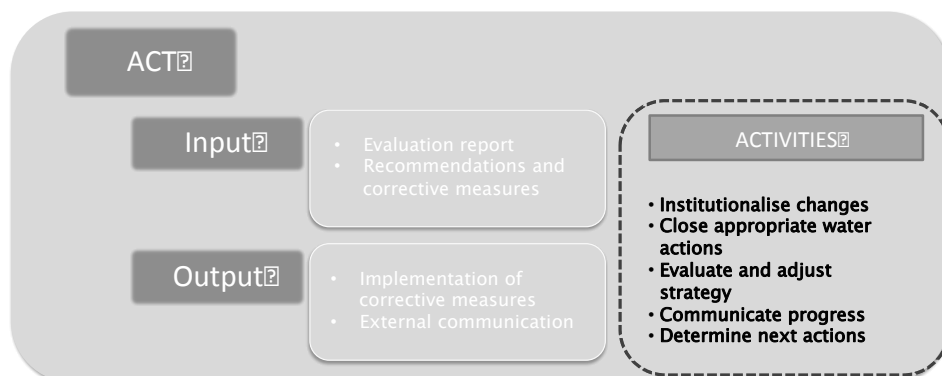 ACT
Input
• Evaluation report
• Recommendations and
corrective measures
Output
• Implementation of
corrective measures
• External communication
ACTIVITIES
• Institutionalise changes
• Close appropriate water
actions
• Evaluate and adjust
strategy
• Communicate progress
• Determine next actions